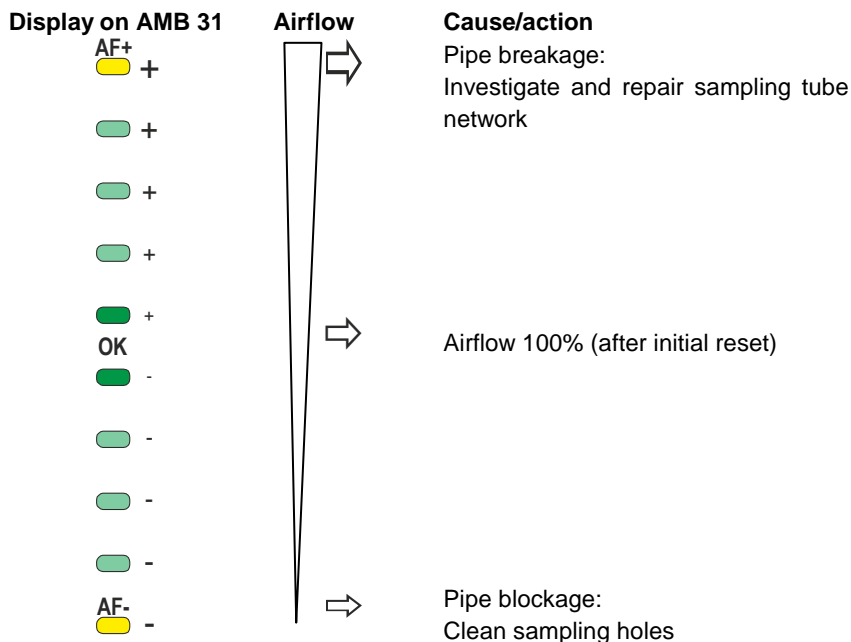 Display on AMB 31 Airflow Cause/action
AF+
+
Pipe breakage:
Investigate and repair sampling tube
network
+
+
+
+
OK
Airflow 100% (after initial reset)
-
-
-
-
AF-
-
Pipe blockage:
Clean sampling holes